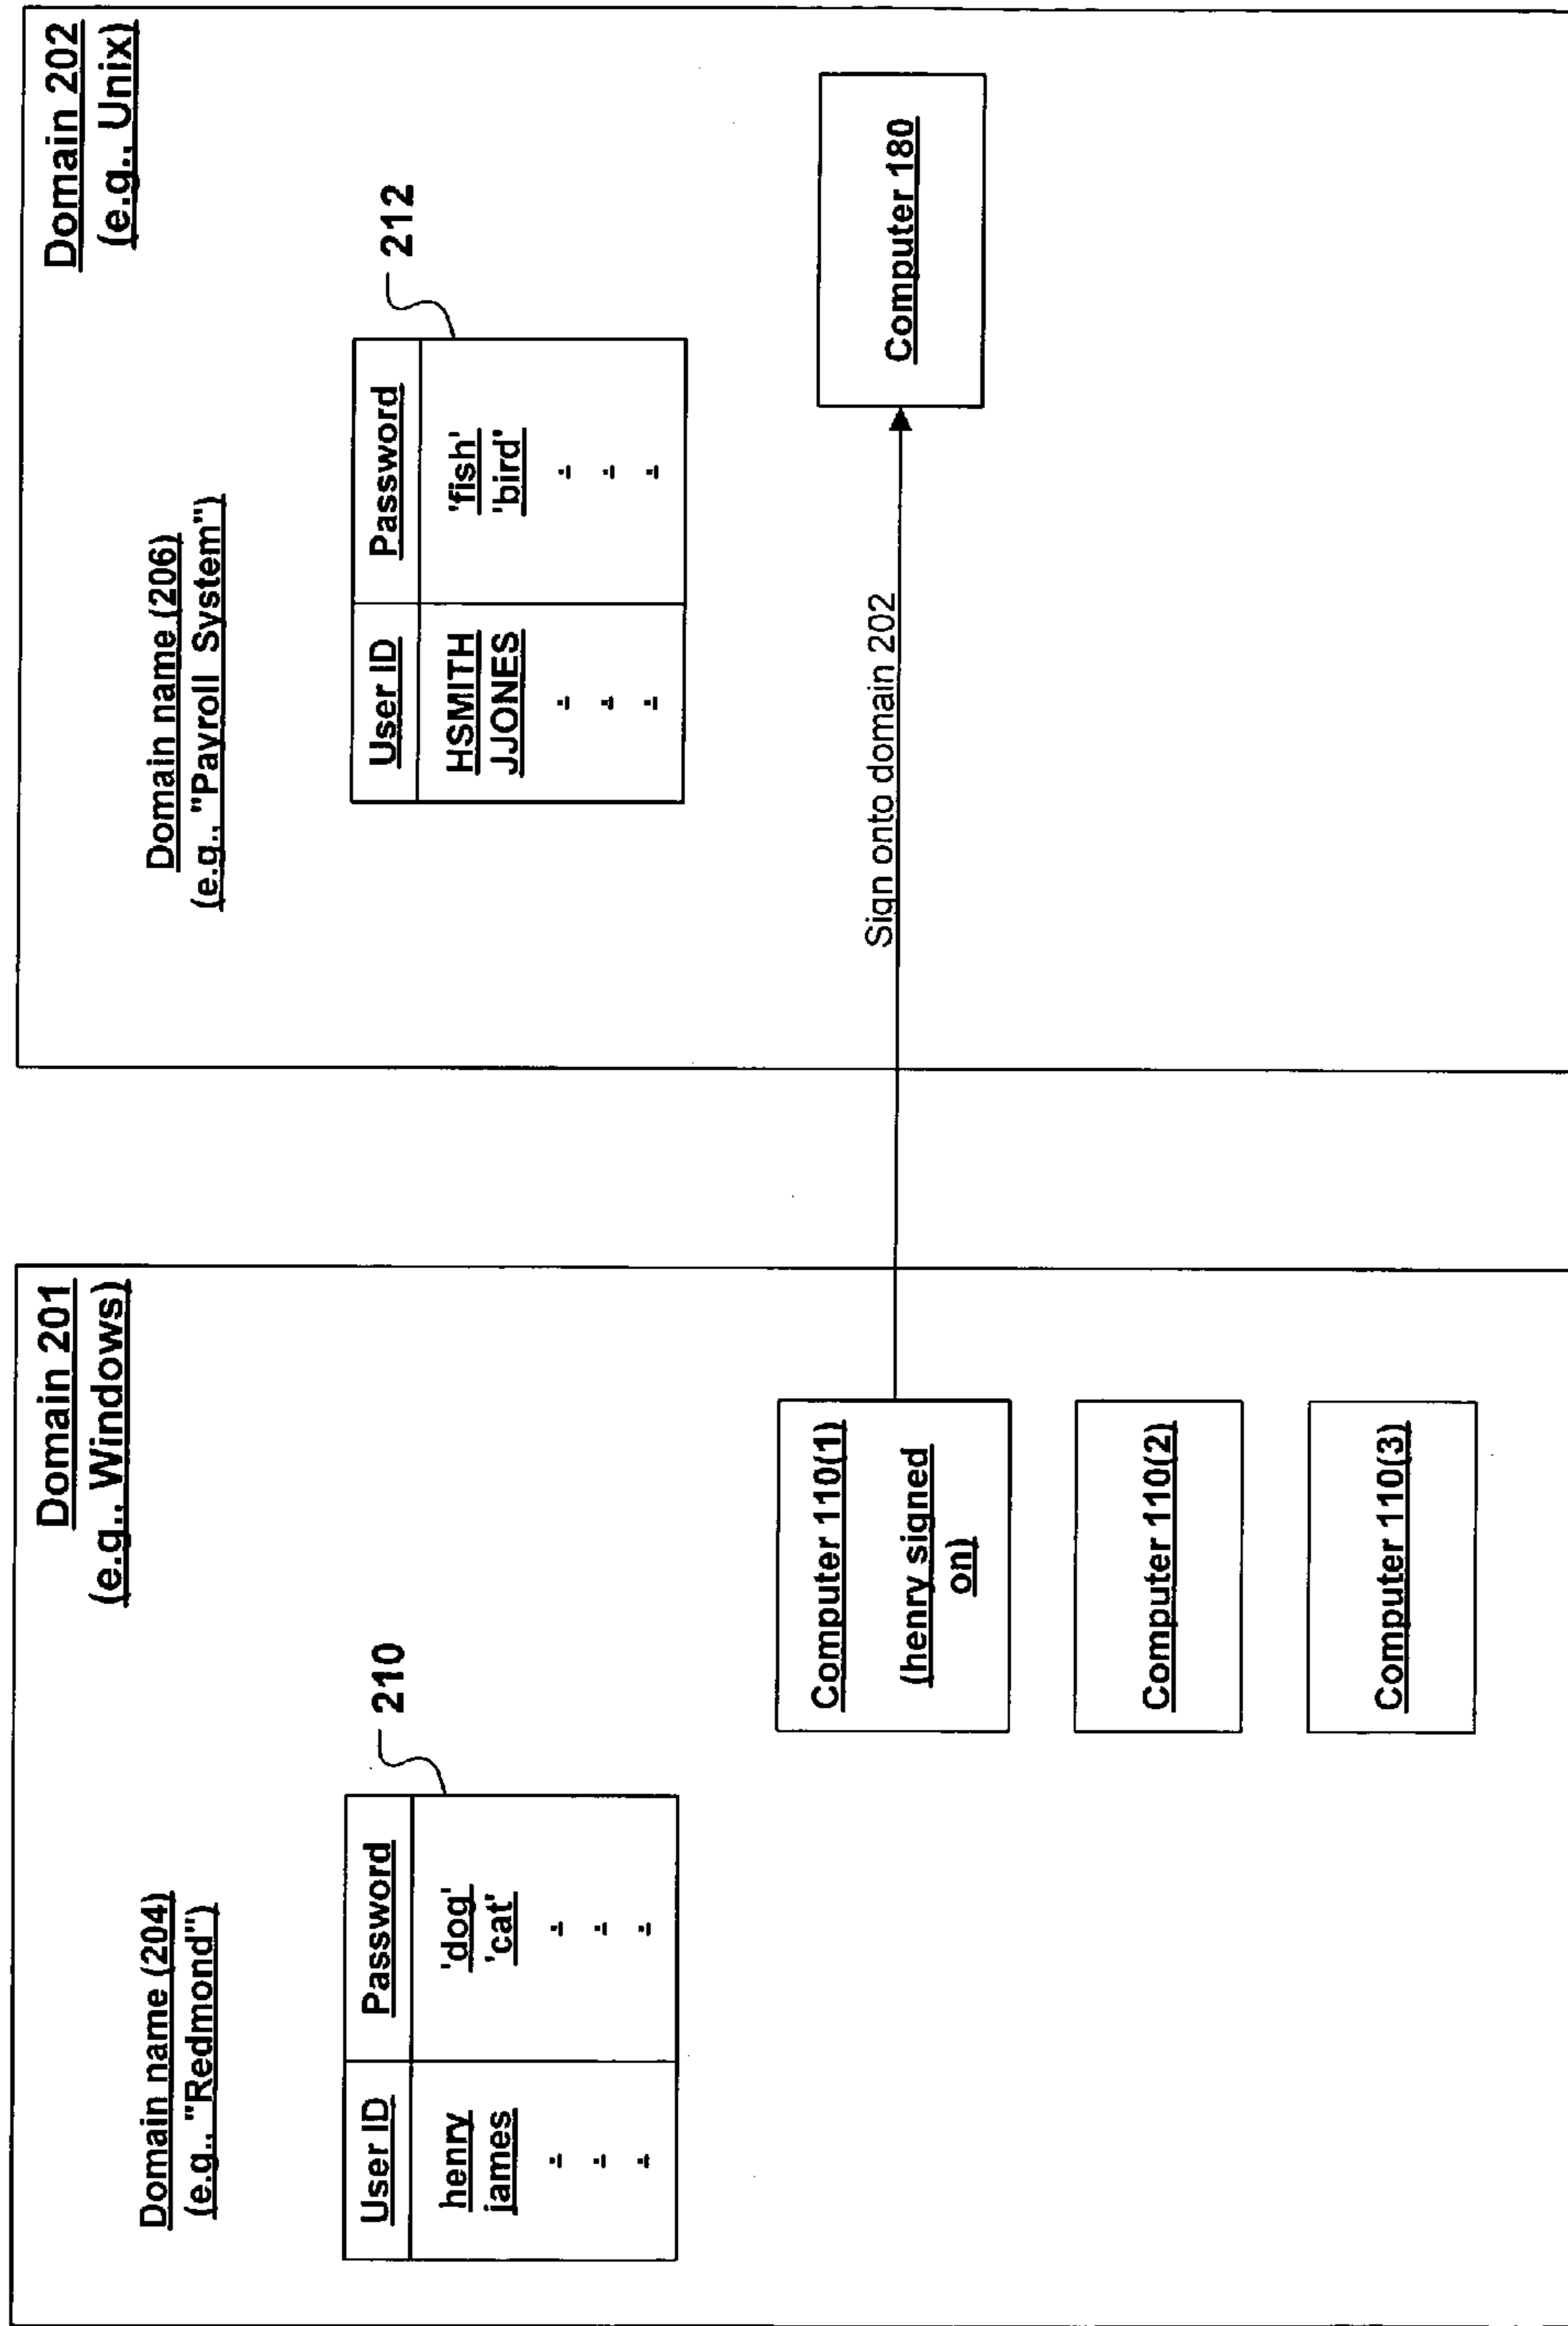 Domain 201
(e.g., Windows)
Domain name (204)
(e.g., "Redmond")
210
User ID Password
henry 'dog'
james 'cat'
. .
. .
. .
Computer 110(1)
(henry signed
on)
Computer 110(2)
Computer 110(3)
Domain 202
(e.g., Unix)
Domain name (206)
(e.g., "Payroll System")
212
User ID Password
HSMITH 'fish'
JJONES 'bird'
. .
. .
. .
Sign onto domain 202
Computer 180